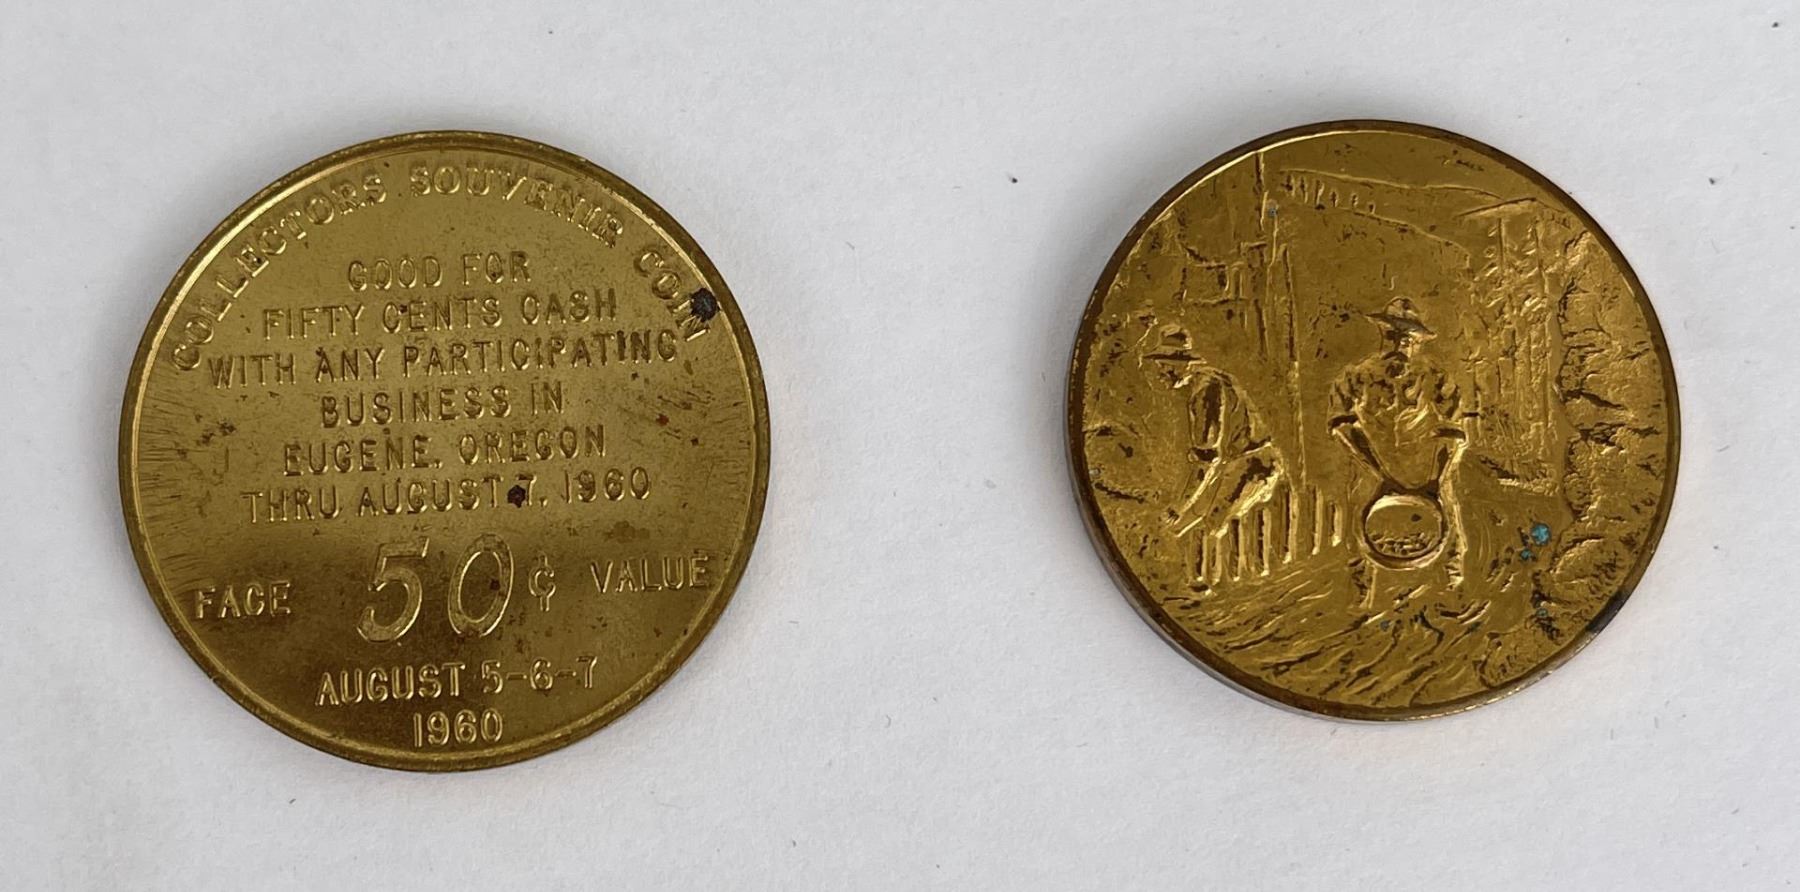 COLLECTORS SOUVENIR COIN
GOOD FOR
FIFTY CENTS CASH
WITH ANY PARTICIPATING
BUSINESS IN
EUGENE, OREGON
THRU AUGUST 7, 1960
FACE 50¢ VALUE
AUGUST 5-6-7
1960